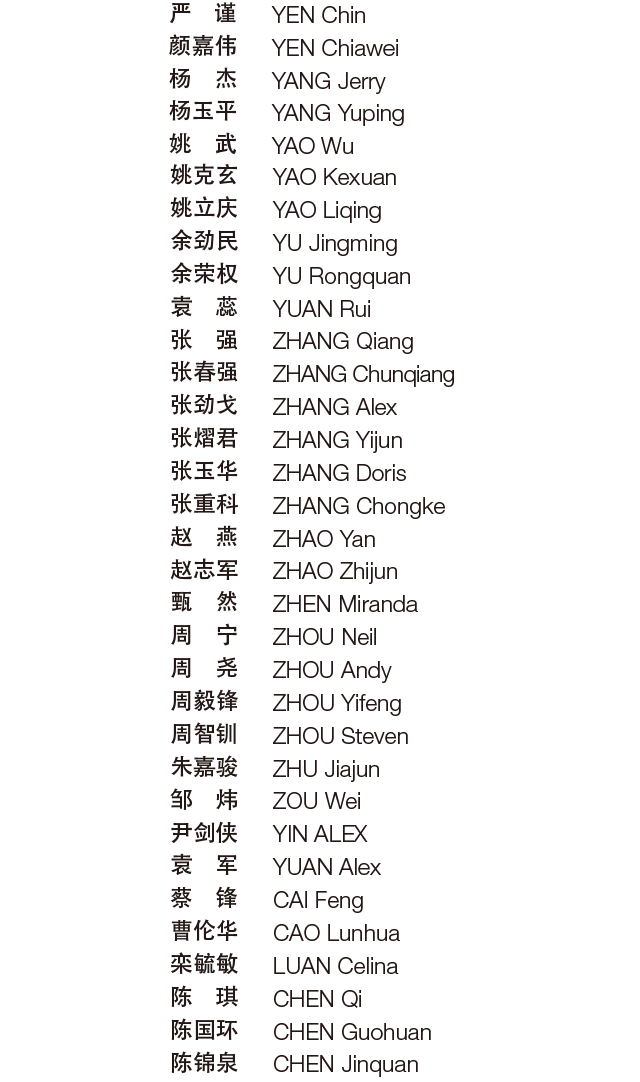 严　谨 YEN Chin
颜嘉伟 YEN Chiawei
杨　杰 YANG Jerry
杨玉平 YANG Yuping
姚　武 YAO Wu
姚克玄 YAO Kexuan
姚立庆 YAO Liqing
余劲民 YU Jingming
余荣权 YU Rongquan
袁　蕊 YUAN Rui
张　强 ZHANG Qiang
张春强 ZHANG Chunqiang
张劲戈 ZHANG Alex
张熠君 ZHANG Yijun
张玉华 ZHANG Doris
张重科 ZHANG Chongke
赵　燕 ZHAO Yan
赵志军 ZHAO Zhijun
甄　然 ZHEN Miranda
周　宁 ZHOU Neil
周　尧 ZHOU Andy
周毅锋 ZHOU Yifeng
周智钏 ZHOU Steven
朱嘉骏 ZHU Jiajun
邹　炜 ZOU Wei
尹剑侠 YIN ALEX
袁　军 YUAN Alex
蔡　锋 CAI Feng
曹伦华 CAO Lunhua
栾毓敏 LUAN Celina
陈　琪 CHEN Qi
陈国环 CHEN Guohuan
陈锦泉 CHEN Jinquan